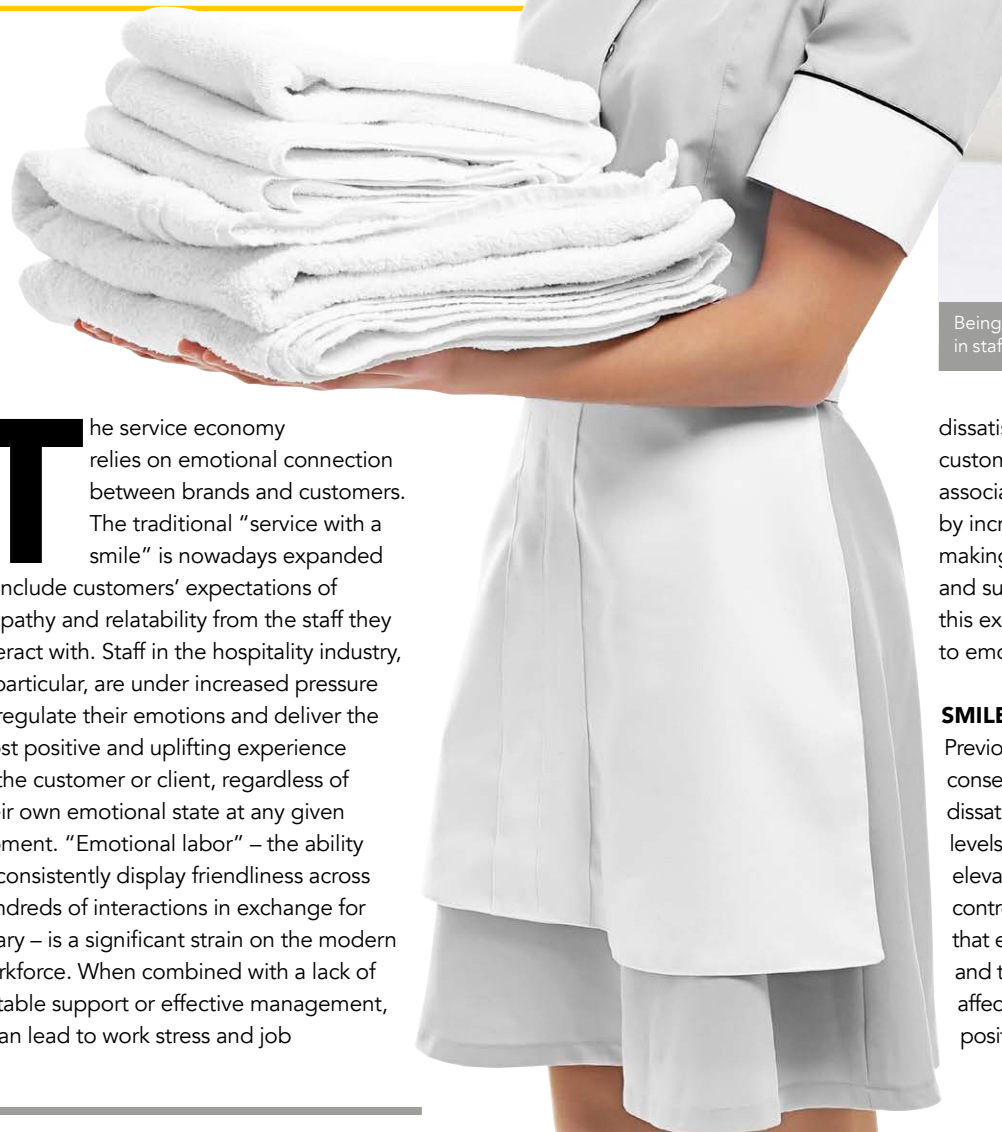 The service economy
relies on emotional connection
between brands and customers.
The traditional “service with a
smile” is nowadays expanded
nclude customers’ expectations of
pathy and relatability from the staff they
eract with. Staff in the hospitality industry,
particular, are under increased pressure
regulate their emotions and deliver the
ost positive and uplifting experience
the customer or client, regardless of
eir own emotional state at any given
oment. “Emotional labor” – the ability
consistently display friendliness across
ndreds of interactions in exchange for
ary – is a significant strain on the modern
rkforce. When combined with a lack of
table support or effective management,
an lead to work stress and job
Being
in staf
dissatis
custom
associa
by incr
making
and su
this ex
to emo
SMILE
Previo
conse
dissat
levels
eleva
contr
that e
and t
affec
posit